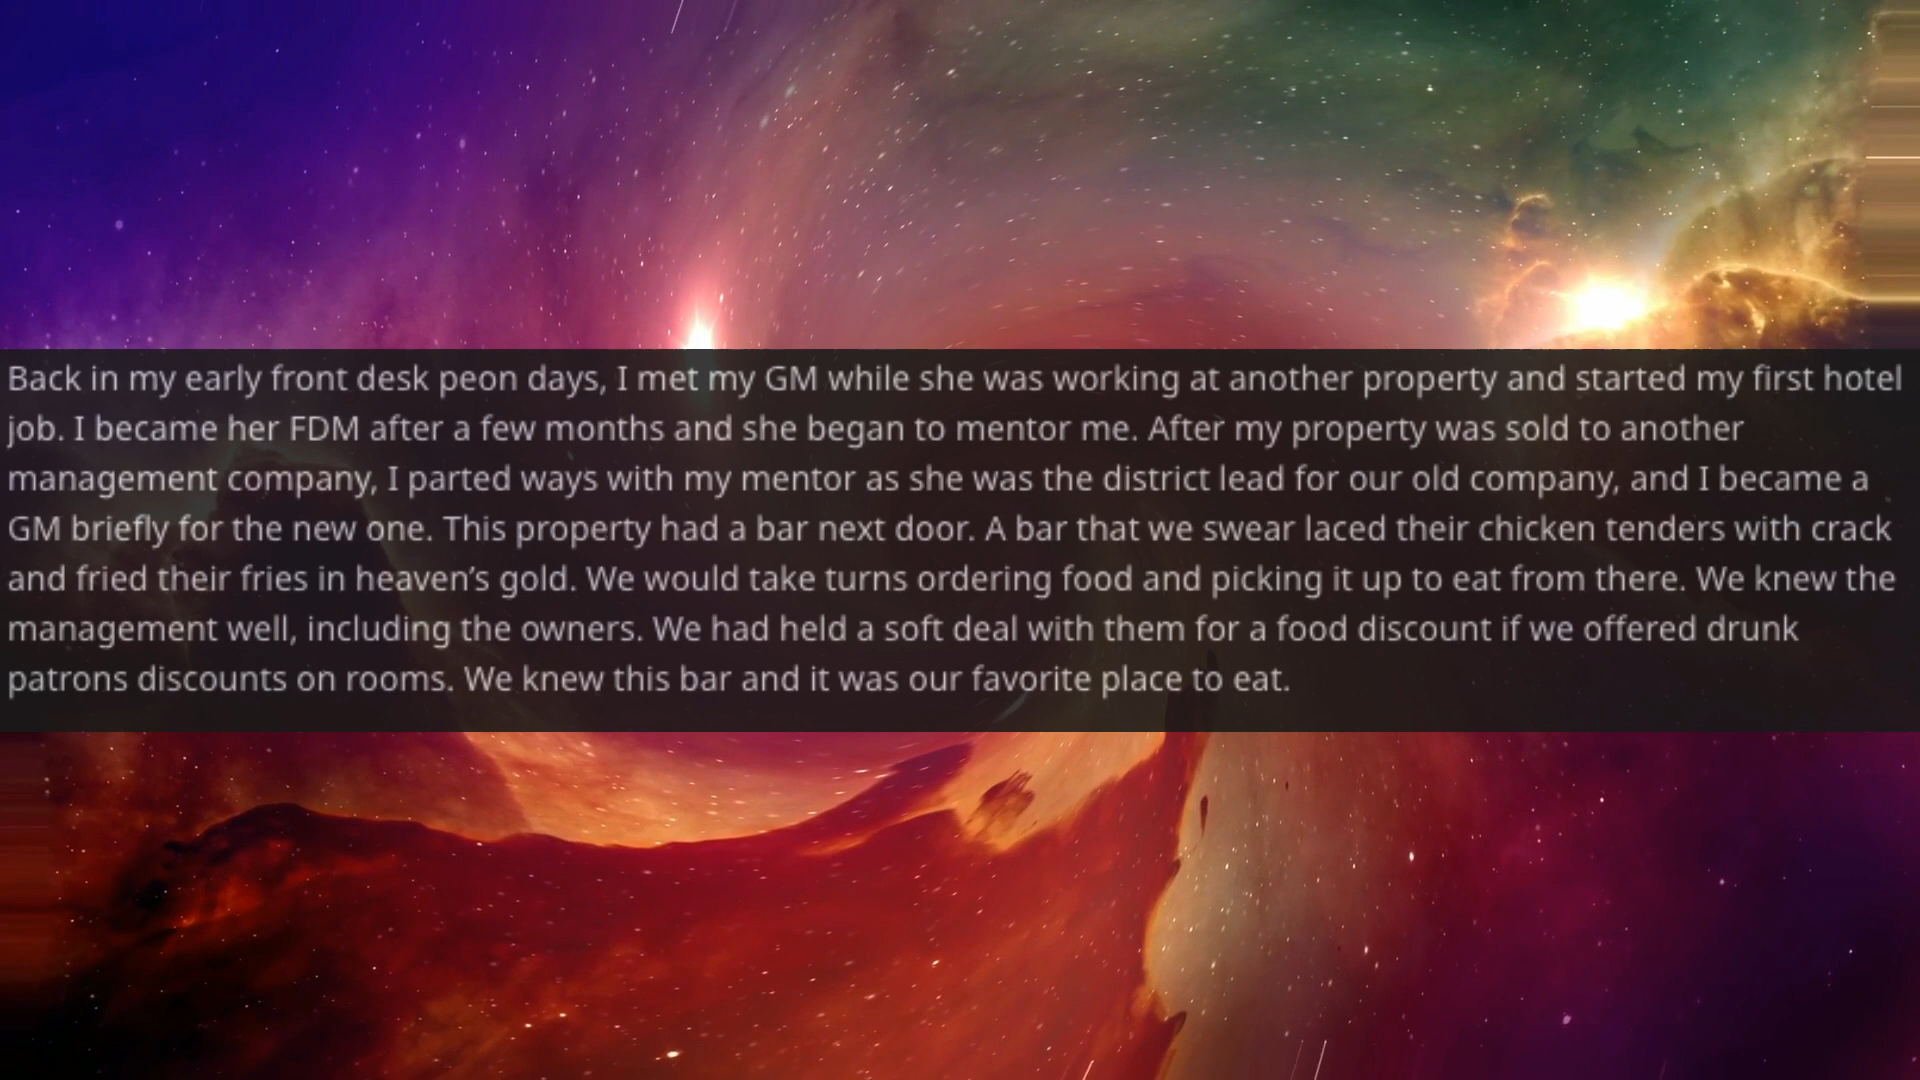 Back in my early front desk peon days, I met my GM while she was working at another property and started my first hotel
job. I became her FDM after a few months and she began to mentor me. After my property was sold to another
management company, I parted ways with my mentor as she was the district lead for our old company, and I became a
GM briefly for the new one. This property had a bar next door. A bar that we swear laced their chicken tenders with crack
and fried their fries in heaven’s gold. We would take turns ordering food and picking it up to eat from there. We knew the
management well, including the owners. We had held a soft deal with them for a food discount if we offered drunk
patrons discounts on rooms. We knew this bar and it was our favorite place to eat.